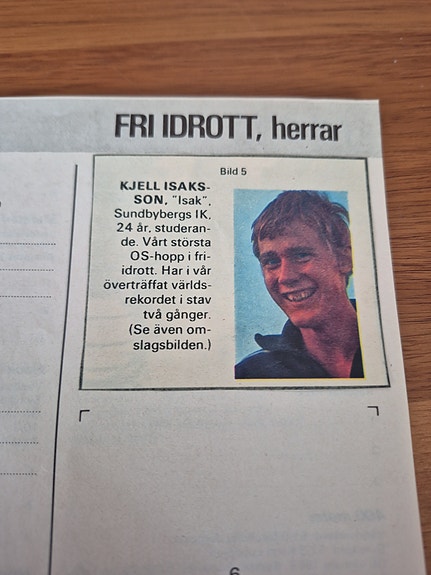 FRI IDROTT, herrar
Bild 5
KJELL ISAKS-
SON, "Isak",
Sundbybergs IK,
24 år, studeran-
de. Vårt största
OS-hopp i fri-
idrott. Har i vår
överträffat världs-
rekordet i stav
två gånger.
(Se även om-
slagsbilden.)
6